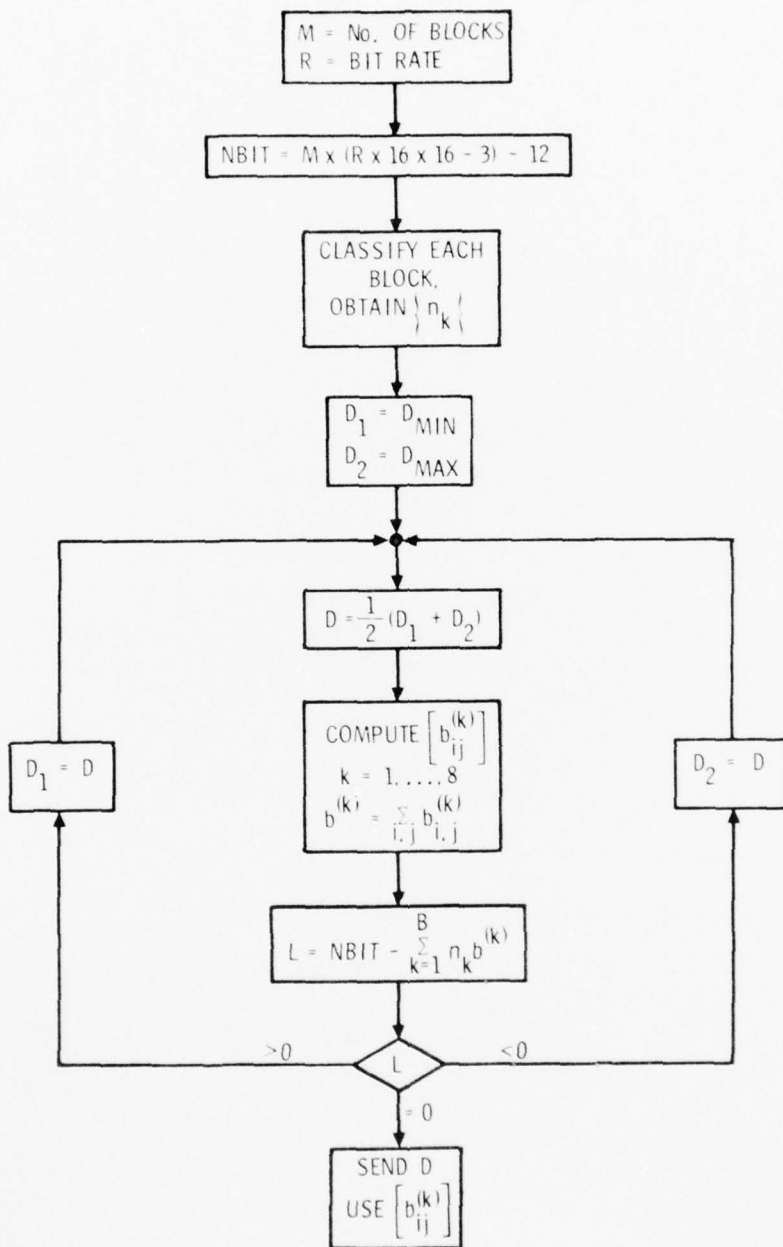 M = No. OF BLOCKS
R = BIT RATE
NBIT = M x (R x 16 x 16 - 3) - 12
CLASSIFY EACH
BLOCK,
OBTAIN { n_k }
D_1 = D_MIN
D_2 = D_MAX
D = 1/2 (D_1 + D_2)
COMPUTE [b_ij^(k)]
k = 1, . . . , 8
b^(k) = Σ_i, j b_i, j^(k)
D_1 = D
D_2 = D
L = NBIT - Σ_k=1^B n_k b^(k)
>0
L
<0
= 0
SEND D
USE [b_ij^(k)]